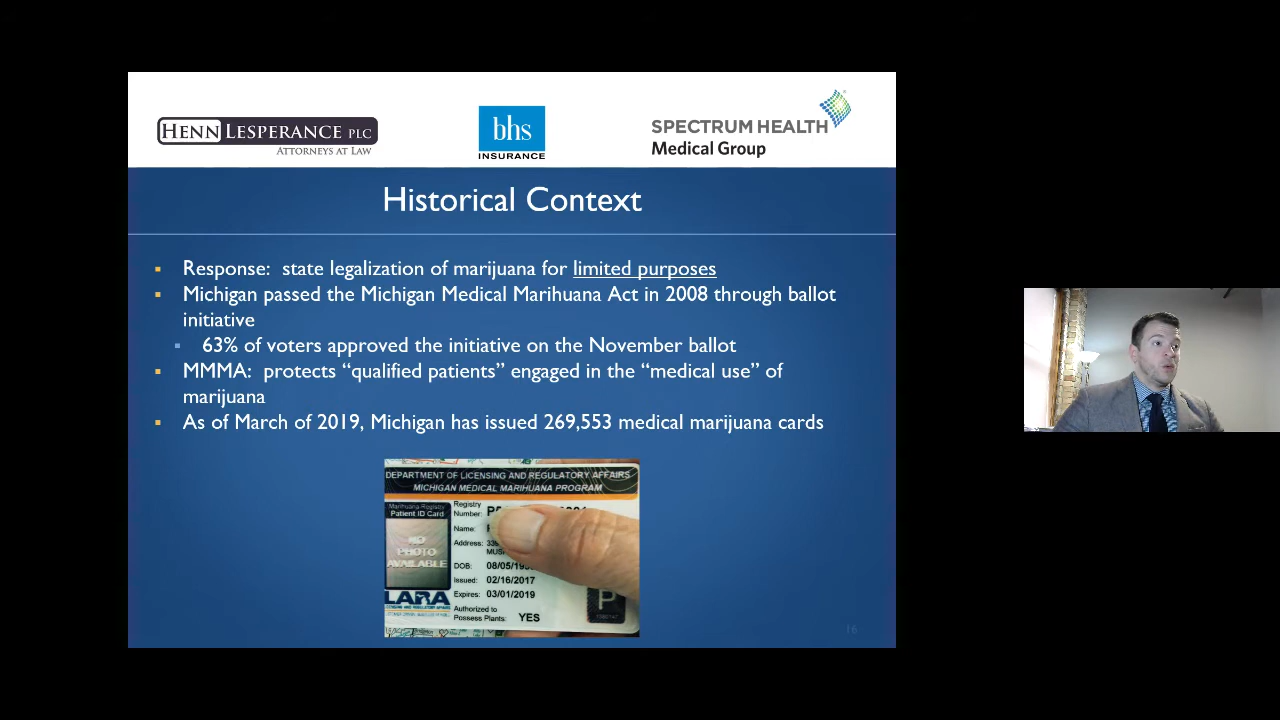 HENN LESPERANCE PLC
ATTORNEYS AT LAW
bhs
INSURANCE
SPECTRUM HEALTH
Medical Group
Historical Context
Response: state legalization of marijuana for limited purposes
Michigan passed the Michigan Medical Marihuana Act in 2008 through ballot
initiative
63% of voters approved the initiative on the November ballot
MMMA: protects “qualified patients” engaged in the “medical use” of
marijuana
As of March of 2019, Michigan has issued 269,553 medical marijuana cards
DEPARTMENT OF LICENSING AND REGULATORY AFFAIRS
MICHIGAN MEDICAL MARIHUANA PROGRAM
Marihuana Registry
Patient ID Card
NO
PHOTO
AVAILABLE
LARA
Registry
Number:
Name:
Address:
DOB: 08/05/
Issued: 02/16/2017
Expires: 03/01/2019
Authorized to
Possess Plants: YES
P
16